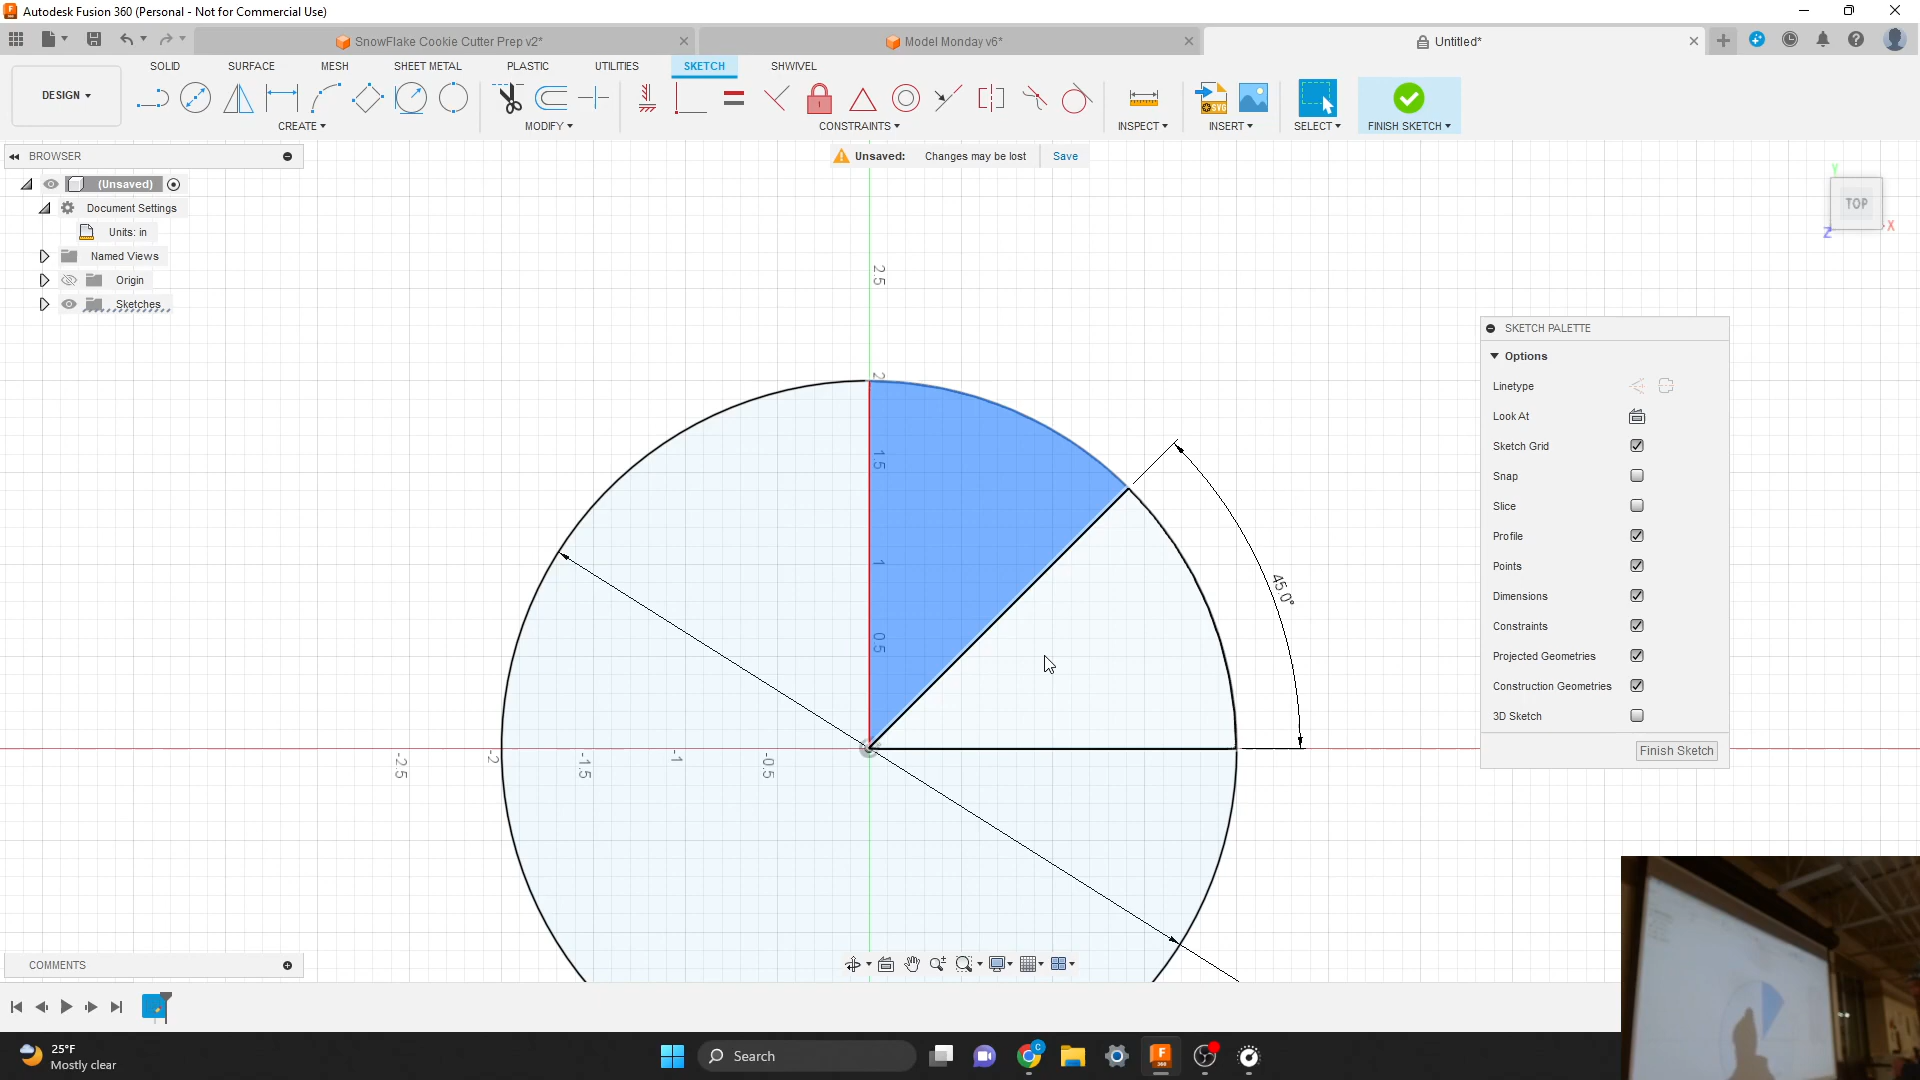 Autodesk Fusion 360 (Personal - Not for Commercial Use)
SnowFlake Cookie Cutter Prep v2*
Model Monday v6*
Untitled*
SOLID
SURFACE
MESH
SHEET METAL
PLASTIC
UTILITIES
SKETCH
SHWIVEL
DESIGN
CREATE
MODIFY
CONSTRAINTS
INSPECT
INSERT
SELECT
FINISH SKETCH
SVG
BROWSER
Unsaved:
Changes may be lost
Save
(Unsaved)
Document Settings
Units: in
Named Views
Origin
Sketches
Y
TOP
X
Z
2.5
2
1.5
1
0.5
45.0°
-2.5
-2
-1.5
-1
-0.5
SKETCH PALETTE
Options
Linetype
Look At
Sketch Grid
Snap
Slice
Profile
Points
Dimensions
Constraints
Projected Geometries
Construction Geometries
3D Sketch
Finish Sketch
COMMENTS
25°F
Mostly clear
Search
C
F
360